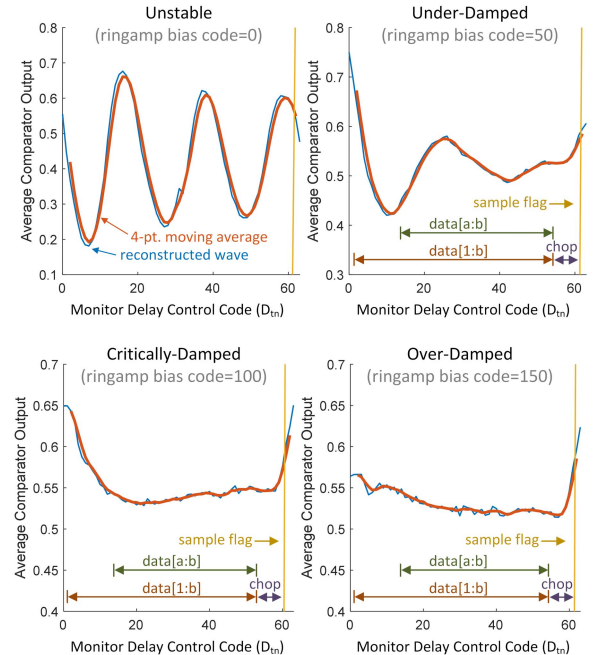 Unstable
(ringamp bias code=0)
Average Comparator Output
0.8
0.7
0.6
0.5
0.4
0.3
0.2
0.1
4-pt. moving average
reconstructed wave
0 20 40 60
Monitor Delay Control Code (Dtn)
Under-Damped
(ringamp bias code=50)
Average Comparator Output
0.8
0.7
0.6
0.5
0.4
0.3
sample flag
data[a:b]
data[1:b]
chop
0 20 40 60
Monitor Delay Control Code (Dtn)
Critically-Damped
(ringamp bias code=100)
Average Comparator Output
0.7
0.65
0.6
0.55
0.5
0.45
0.4
sample flag
data[a:b]
data[1:b]
chop
0 20 40 60
Monitor Delay Control Code (Dtn)
Over-Damped
(ringamp bias code=150)
Average Comparator Output
0.7
0.65
0.6
0.55
0.5
0.45
0.4
sample flag
data[a:b]
data[1:b]
chop
0 20 40 60
Monitor Delay Control Code (Dtn)